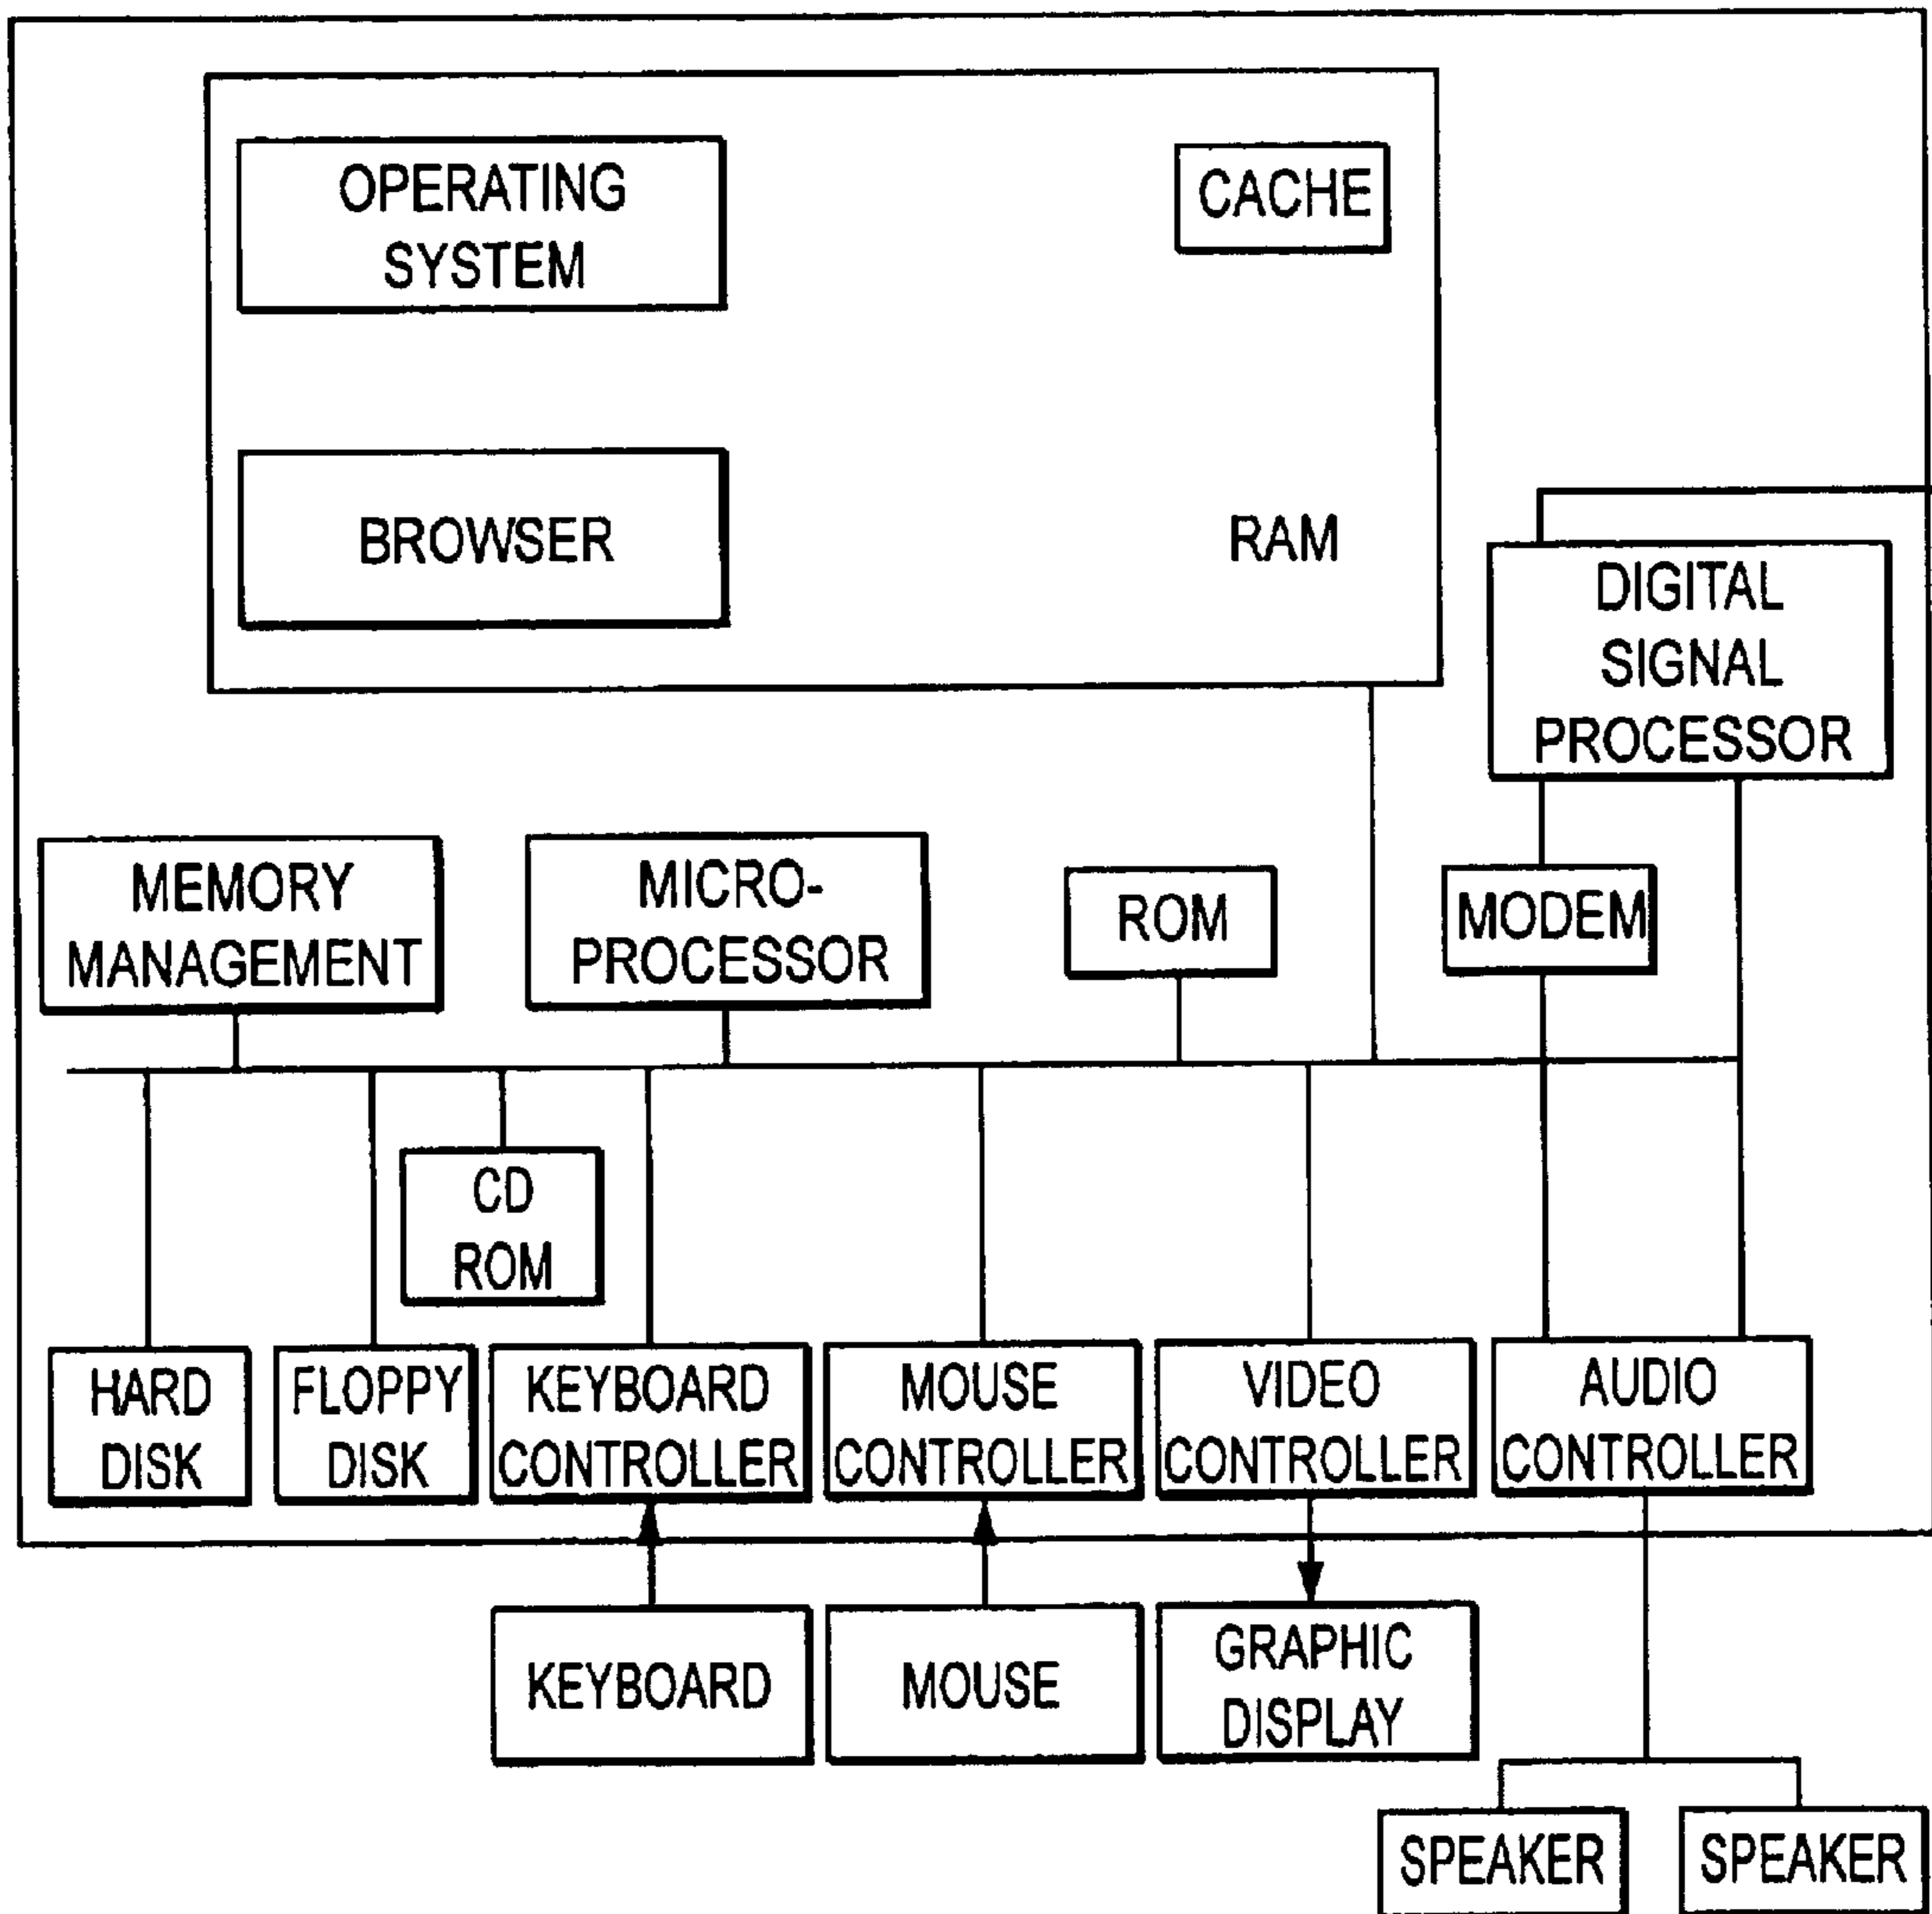 OPERATING
SYSTEM
CACHE
BROWSER
RAM
DIGITAL
SIGNAL
PROCESSOR
MEMORY
MANAGEMENT
MICRO-
PROCESSOR
ROM
MODEM
CD
ROM
HARD
DISK
FLOPPY
DISK
KEYBOARD
CONTROLLER
MOUSE
CONTROLLER
VIDEO
CONTROLLER
AUDIO
CONTROLLER
KEYBOARD
MOUSE
GRAPHIC
DISPLAY
SPEAKER
SPEAKER